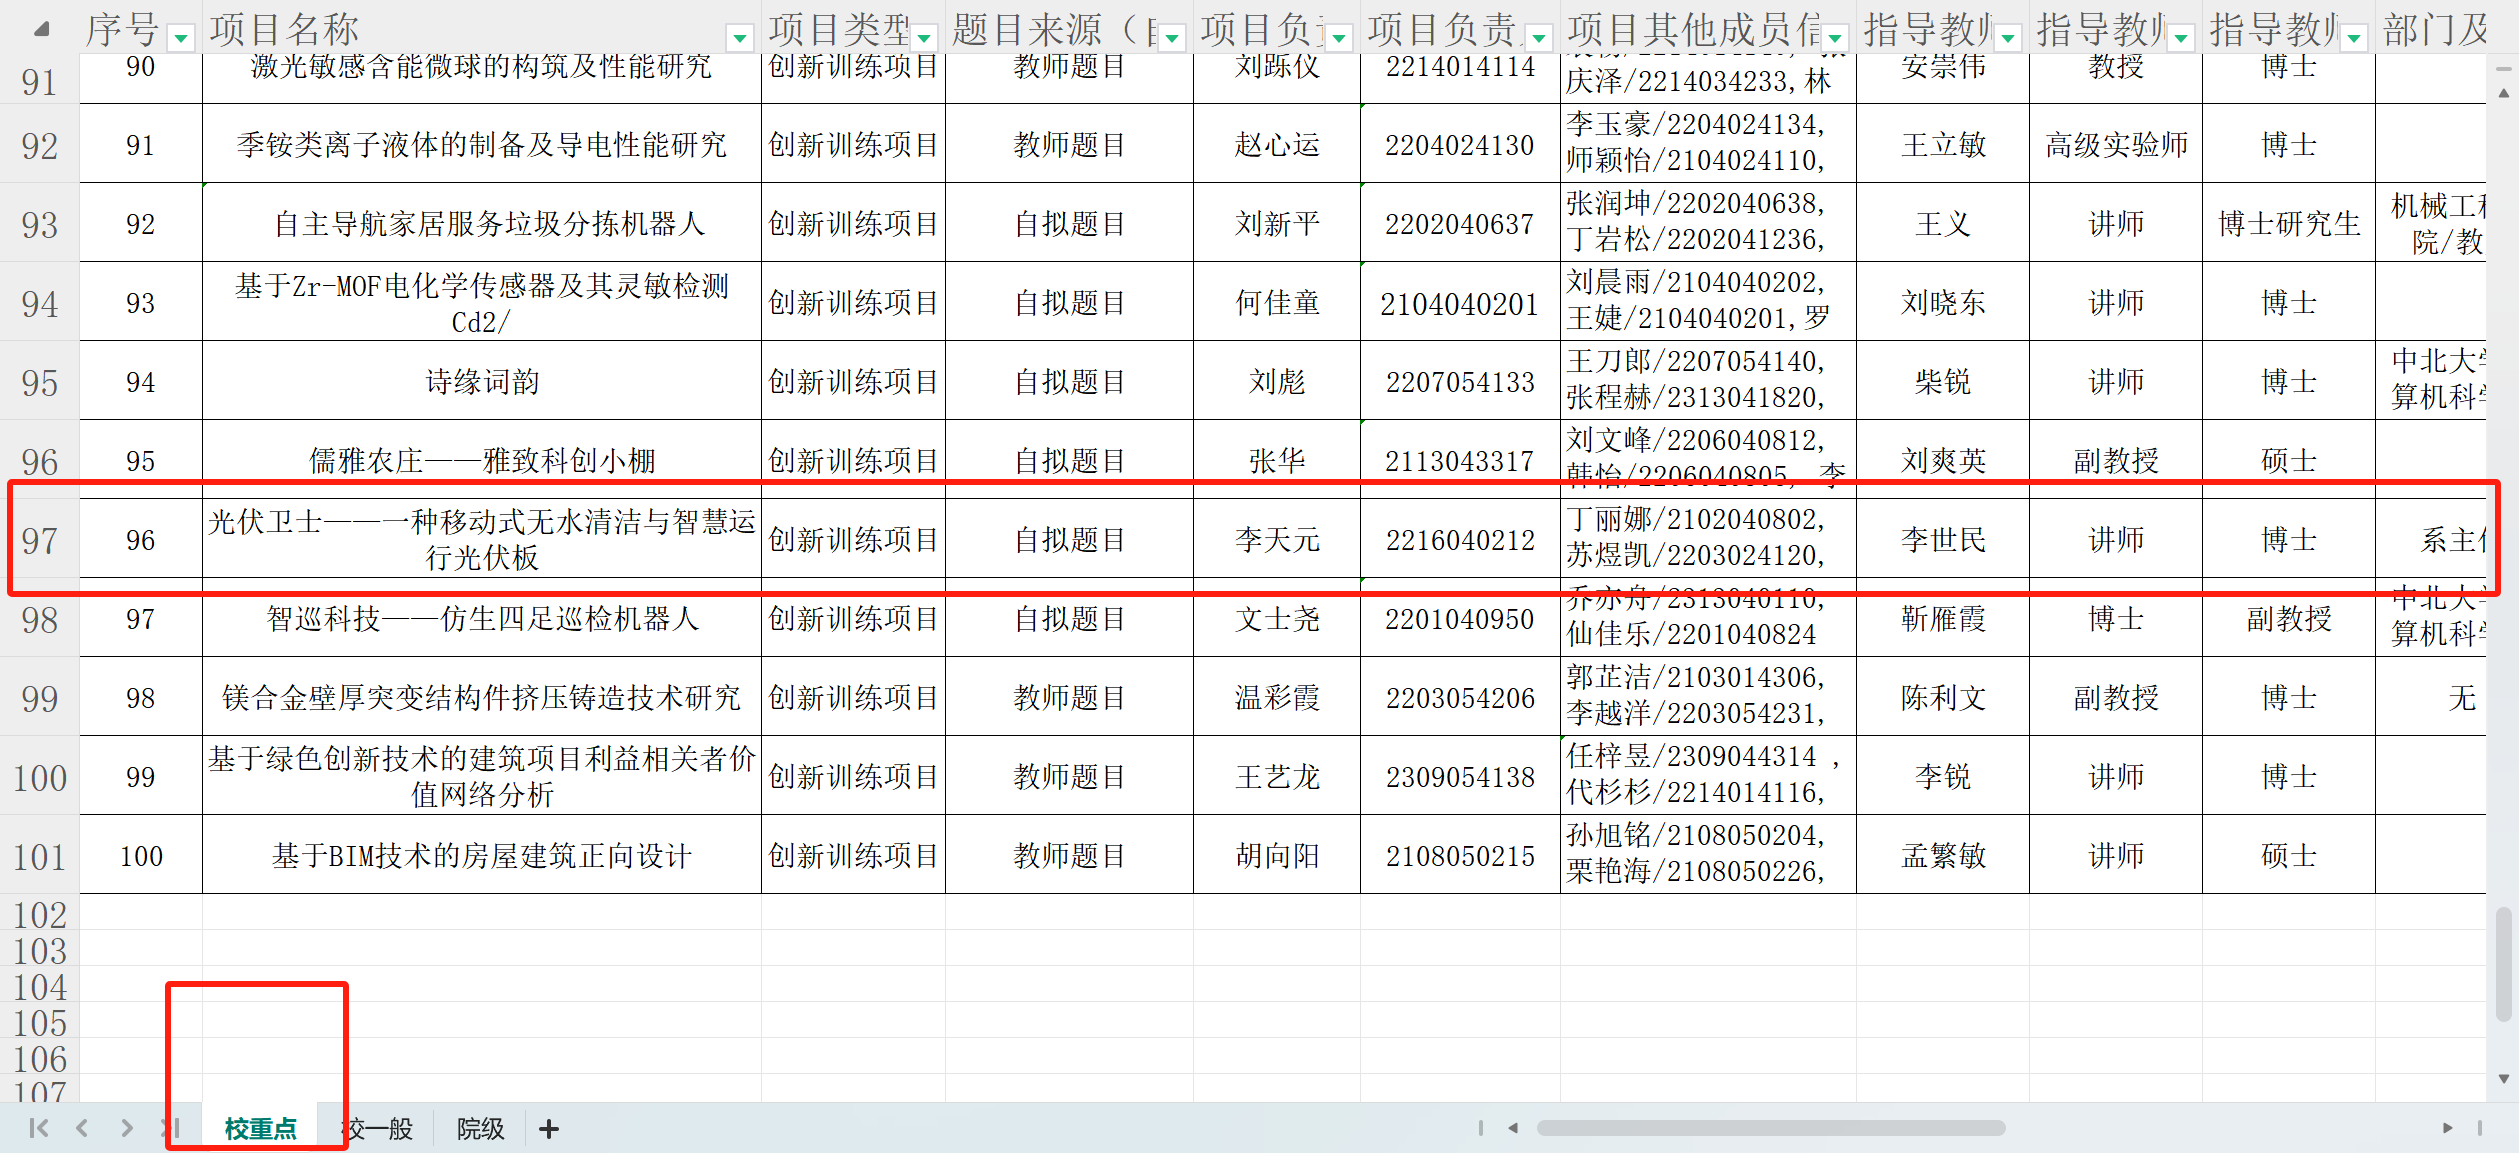 序号 项目名称 项目类型 题目来源（ 项目负 项目负责 项目其他成员信 指导教师 指导教师 指导教师 部门及
91 90 激光敏感含能微球的构筑及性能研究 创新训练项目 教师题目 刘跞仪 2214014114 庆泽/2214034233,林 安崇伟 教授 博士
92 91 季铵类离子液体的制备及导电性能研究 创新训练项目 教师题目 赵心运 2204024130 李玉豪/2204024134, 王立敏 高级实验师 博士
师颖怡/2104024110,
93 92 自主导航家居服务垃圾分拣机器人 创新训练项目 自拟题目 刘新平 2202040637 张润坤/2202040638, 王义 讲师 博士研究生 机械工程
丁岩松/2202041236, 院/教
94 93 基于Zr-MOF电化学传感器及其灵敏检测 创新训练项目 自拟题目 何佳童 2104040201 刘晨雨/2104040202, 刘晓东 讲师 博士
Cd2/ 王婕/2104040201,罗
95 94 诗缘词韵 创新训练项目 自拟题目 刘彪 2207054133 王刀郎/2207054140, 柴锐 讲师 博士 中北大学
张程赫/2313041820, 算机科学
96 95 儒雅农庄——雅致科创小棚 创新训练项目 自拟题目 张华 2113043317 刘文峰/2206040812, 刘爽英 副教授 硕士
韩怡/2206040805, 李
97 96 光伏卫士——一种移动式无水清洁与智慧运 创新训练项目 自拟题目 李天元 2216040212 丁丽娜/2102040802, 李世民 讲师 博士 系主任
行光伏板 苏煜凯/2203024120,
98 97 智巡科技——仿生四足巡检机器人 创新训练项目 自拟题目 文士尧 2201040950 乔亦舟/2313040110, 靳雁霞 博士 副教授 中北大学
仙佳乐/2201040824 算机科学
99 98 镁合金壁厚突变结构件挤压铸造技术研究 创新训练项目 教师题目 温彩霞 2203054206 郭芷洁/2103014306, 陈利文 副教授 博士 无
李越洋/2203054231,
100 99 基于绿色创新技术的建筑项目利益相关者价 创新训练项目 教师题目 王艺龙 2309054138 任梓昱/2309044314 , 李锐 讲师 博士
值网络分析 代杉杉/2214014116,
101 100 基于BIM技术的房屋建筑正向设计 创新训练项目 教师题目 胡向阳 2108050215 孙旭铭/2108050204, 孟繁敏 讲师 硕士
栗艳海/2108050226,
102
103
104
105
106
107
校重点 校一般 院级